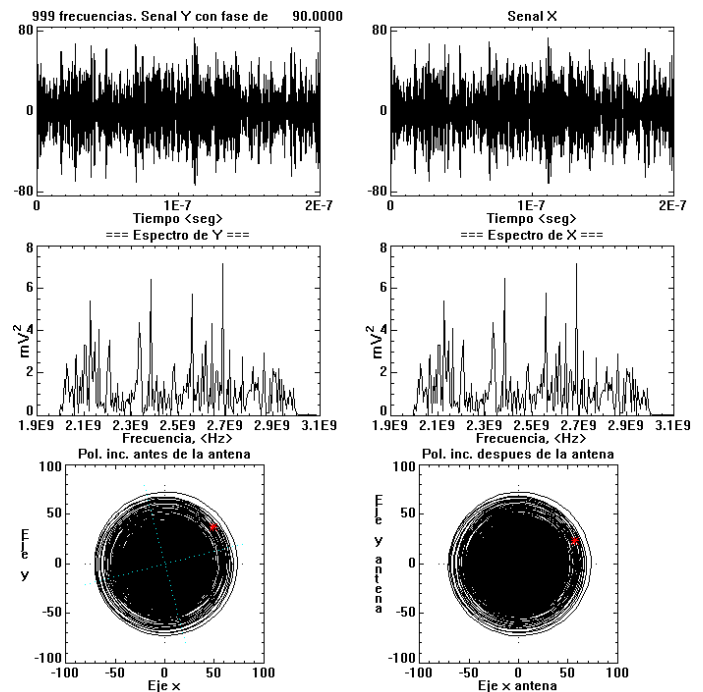 999 frecuencias. Senal Y con fase de 90.0000
Senal X
80
0
-80
0
1E-7
2E-7
Tiempo <seg>
80
0
-80
0
1E-7
2E-7
Tiempo <seg>
=== Espectro de Y ===
=== Espectro de X ===
8
6
4
2
0
mV2
1.9E9
2.1E9
2.3E9
2.5E9
2.7E9
2.9E9
3.1E9
Frecuencia, <Hz>
8
6
4
2
0
mV2
1.9E9
2.1E9
2.3E9
2.5E9
2.7E9
2.9E9
3.1E9
Frecuencia, <Hz>
Pol. inc. antes de la antena
Pol. inc. despues de la antena
100
50
0
-50
-100
Eje y
-100
-50
0
50
100
Eje x
100
50
0
-50
-100
Eje y antena
-100
-50
0
50
100
Eje x antena